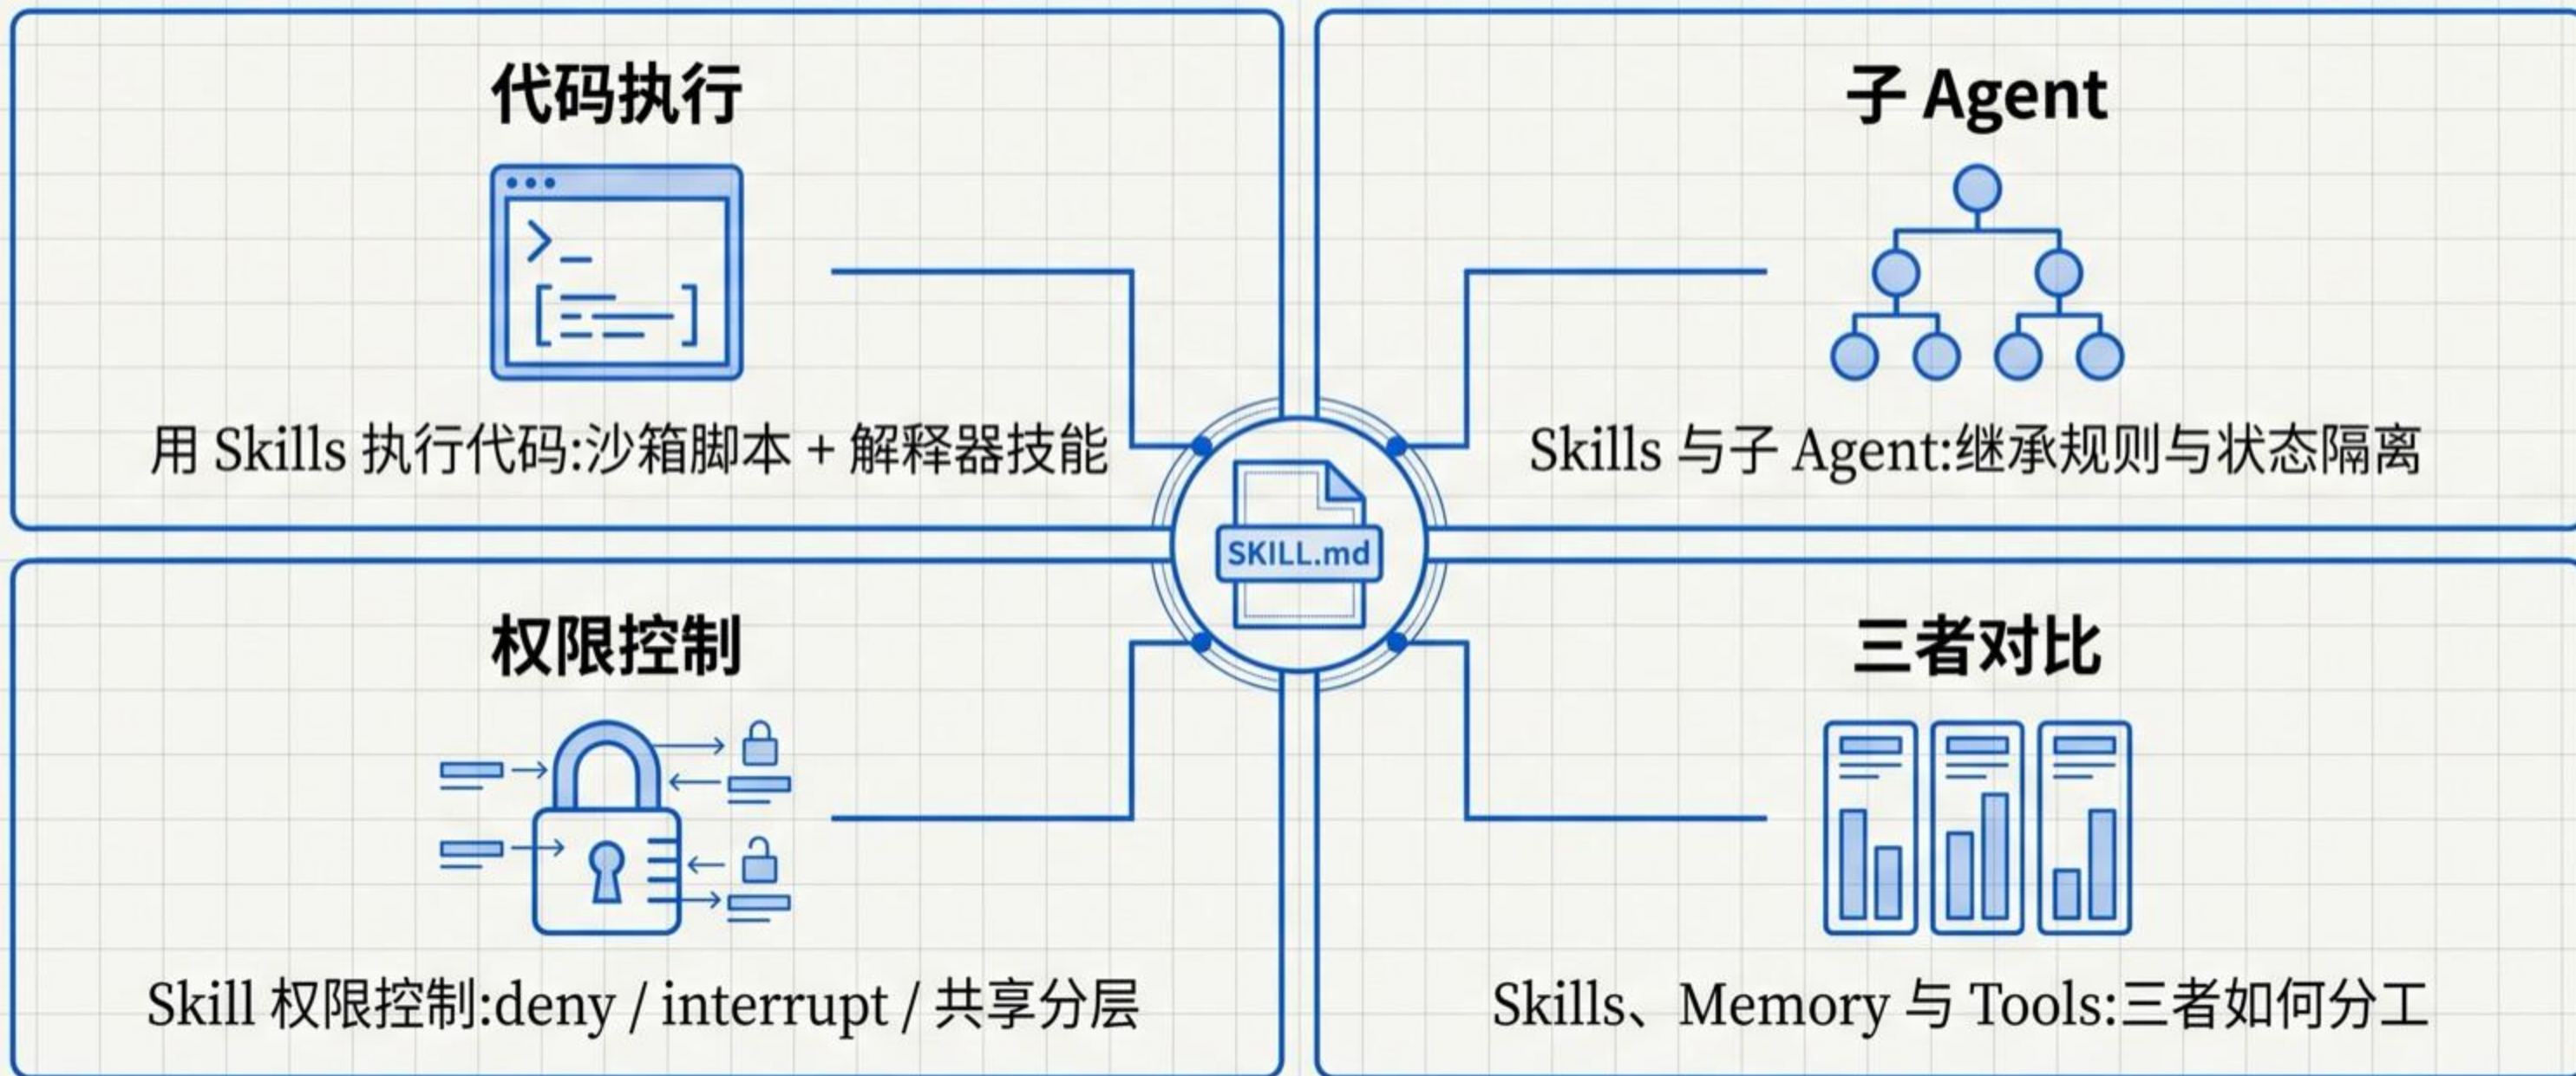 代码执行
用 Skills 执行代码:沙箱脚本 + 解释器技能
子 Agent
Skills 与子 Agent:继承规则与状态隔离
SKILL.md
权限控制
Skill 权限控制:deny / interrupt / 共享分层
三者对比
Skills、Memory 与 Tools:三者如何分工